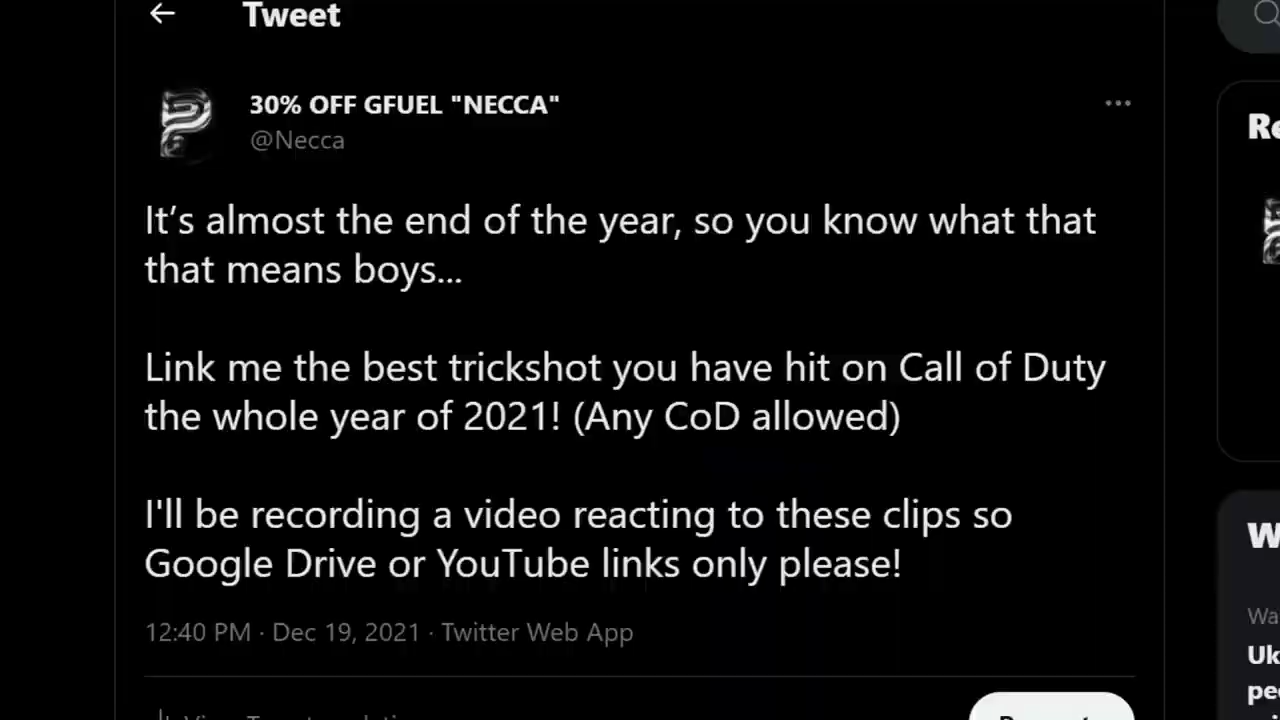 Tweet
30% OFF GFUEL "NECCA"
@Necca
It’s almost the end of the year, so you know what that
that means boys...
Link me the best trickshot you have hit on Call of Duty
the whole year of 2021! (Any CoD allowed)
I'll be recording a video reacting to these clips so
Google Drive or YouTube links only please!
12:40 PM · Dec 19, 2021 · Twitter Web App